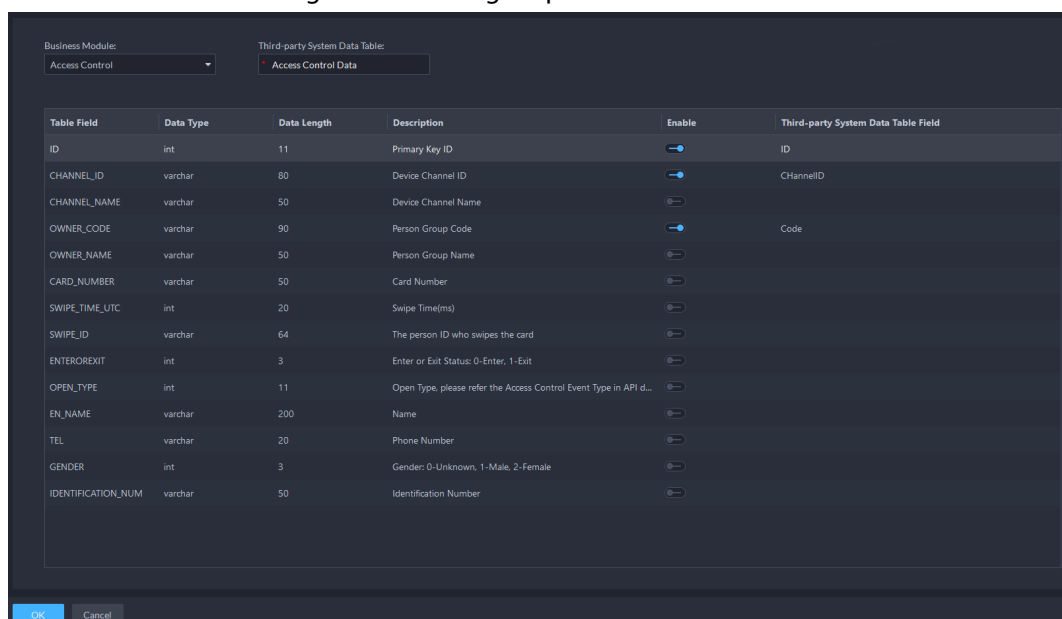 Business Module: Third-party System Data Table:
Access Control * Access Control Data
Table Field Data Type Data Length Description Enable Third-party System Data Table Field
ID int 11 Primary Key ID ID
CHANNEL_ID varchar 80 Device Channel ID CHannelID
CHANNEL_NAME varchar 50 Device Channel Name
OWNER_CODE varchar 90 Person Group Code Code
OWNER_NAME varchar 50 Person Group Name
CARD_NUMBER varchar 50 Card Number
SWIPE_TIME_UTC int 20 Swipe Time(ms)
SWIPE_ID varchar 64 The person ID who swipes the card
ENTEROREXIT int 3 Enter or Exit Status: 0-Enter, 1-Exit
OPEN_TYPE int 11 Open Type, please refer the Access Control Event Type in API d...
EN_NAME varchar 200 Name
TEL varchar 20 Phone Number
GENDER int 3 Gender: 0-Unknown, 1-Male, 2-Female
IDENTIFICATION_NUM varchar 50 Identification Number
OK Cancel